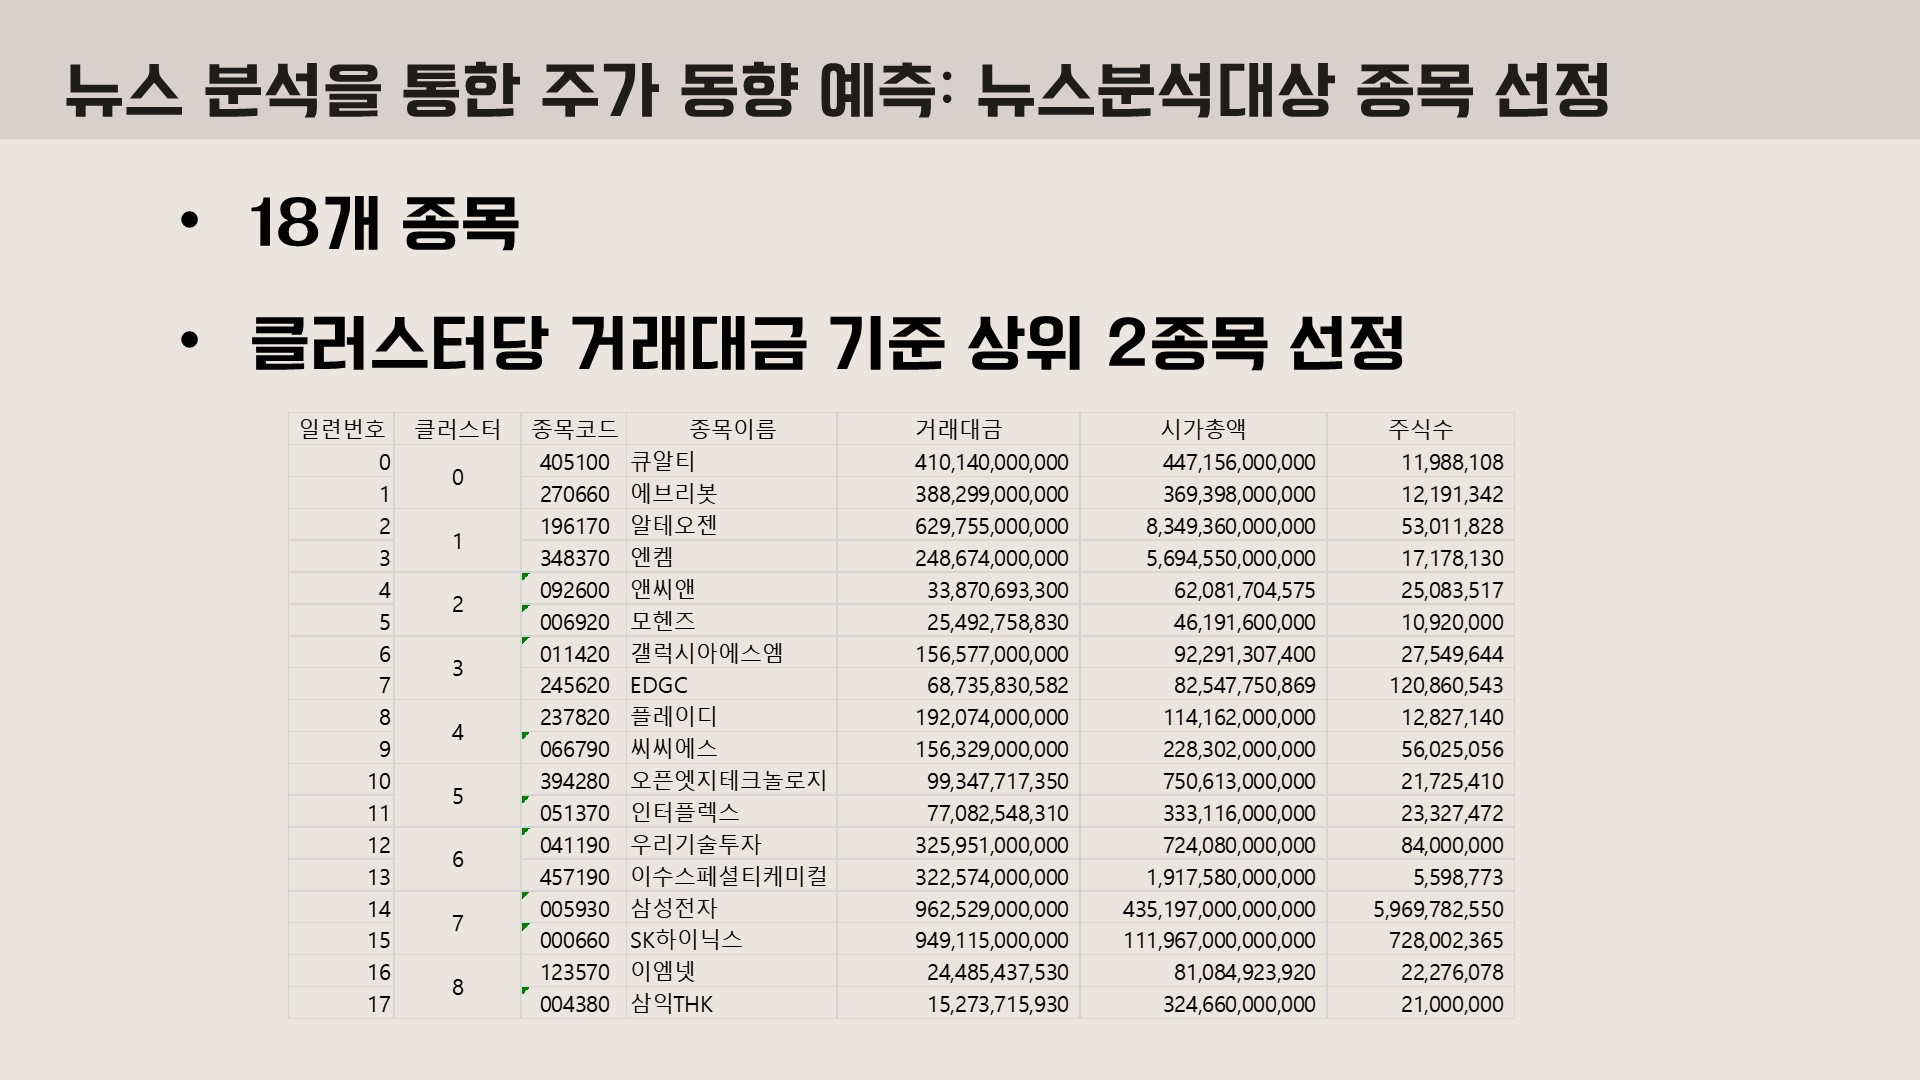 뉴스 분석을 통한 주가 동향 예측: 뉴스분석대상 종목 선정
• 18개 종목
• 클러스터당 거래대금 기준 상위 2종목 선정
일련번호 클러스터 종목코드 종목이름 거래대금 시가총액 주식수
0 0 405100 큐알티 410,140,000,000 447,156,000,000 11,988,108
1 270660 에브리봇 388,299,000,000 369,398,000,000 12,191,342
2 1 196170 알테오젠 629,755,000,000 8,349,360,000,000 53,011,828
3 348370 엔켐 248,674,000,000 5,694,550,000,000 17,178,130
4 2 092600 앤씨앤 33,870,693,300 62,081,704,575 25,083,517
5 006920 모헨즈 25,492,758,830 46,191,600,000 10,920,000
6 3 011420 갤럭시아에스엠 156,577,000,000 92,291,307,400 27,549,644
7 245620 EDGC 68,735,830,582 82,547,750,869 120,860,543
8 4 237820 플레이디 192,074,000,000 114,162,000,000 12,827,140
9 066790 씨씨에스 156,329,000,000 228,302,000,000 56,025,056
10 5 394280 오픈엣지테크놀로지 99,347,717,350 750,613,000,000 21,725,410
11 051370 인터플렉스 77,082,548,310 333,116,000,000 23,327,472
12 6 041190 우리기술투자 325,951,000,000 724,080,000,000 84,000,000
13 457190 이수스페셜티케미컬 322,574,000,000 1,917,580,000,000 5,598,773
14 7 005930 삼성전자 962,529,000,000 435,197,000,000,000 5,969,782,550
15 000660 SK하이닉스 949,115,000,000 111,967,000,000,000 728,002,365
16 8 123570 이엠넷 24,485,437,530 81,084,923,920 22,276,078
17 004380 삼익THK 15,273,715,930 324,660,000,000 21,000,000